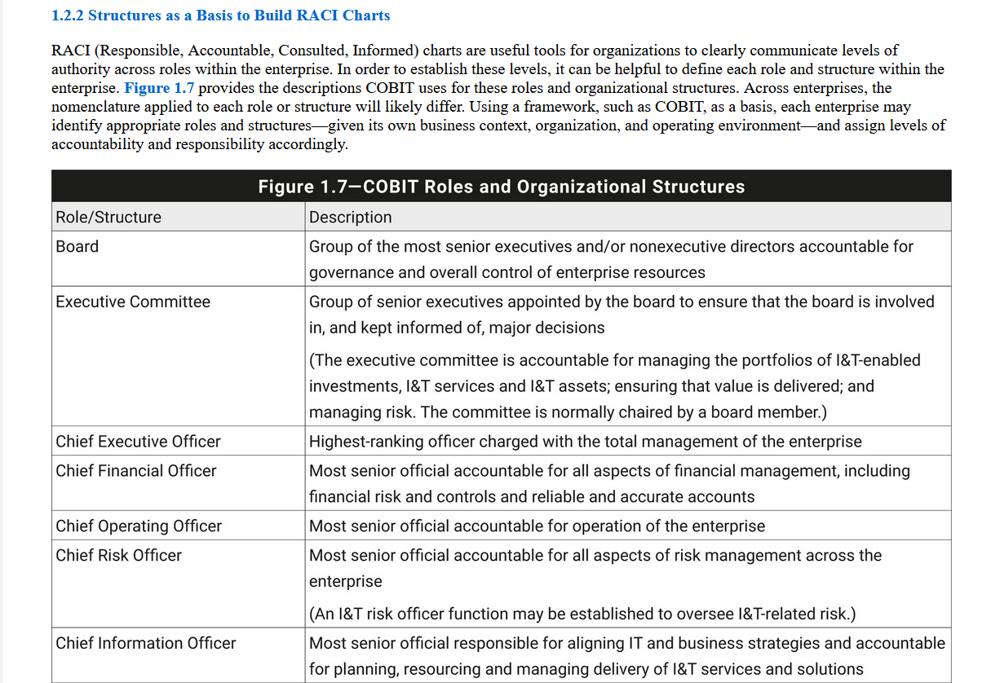 1.2.2 Structures as a Basis to Build RACI Charts
RACI (Responsible, Accountable, Consulted, Informed) charts are useful tools for organizations to clearly communicate levels of
authority across roles within the enterprise. In order to establish these levels, it can be helpful to define each role and structure within the
enterprise. Figure 1.7 provides the descriptions COBIT uses for these roles and organizational structures. Across enterprises, the
nomenclature applied to each role or structure will likely differ. Using a framework, such as COBIT, as a basis, each enterprise may
identify appropriate roles and structures—given its own business context, organization, and operating environment—and assign levels of
accountability and responsibility accordingly.
Figure 1.7—COBIT Roles and Organizational Structures
Role/Structure
Description
Board
Group of the most senior executives and/or nonexecutive directors accountable for
governance and overall control of enterprise resources
Executive Committee
Group of senior executives appointed by the board to ensure that the board is involved
in, and kept informed of, major decisions
(The executive committee is accountable for managing the portfolios of I&T-enabled
investments, I&T services and I&T assets; ensuring that value is delivered; and
managing risk. The committee is normally chaired by a board member.)
Chief Executive Officer
Highest-ranking officer charged with the total management of the enterprise
Chief Financial Officer
Most senior official accountable for all aspects of financial management, including
financial risk and controls and reliable and accurate accounts
Chief Operating Officer
Most senior official accountable for operation of the enterprise
Chief Risk Officer
Most senior official accountable for all aspects of risk management across the
enterprise
(An I&T risk officer function may be established to oversee I&T-related risk.)
Chief Information Officer
Most senior official responsible for aligning IT and business strategies and accountable
for planning, resourcing and managing delivery of I&T services and solutions